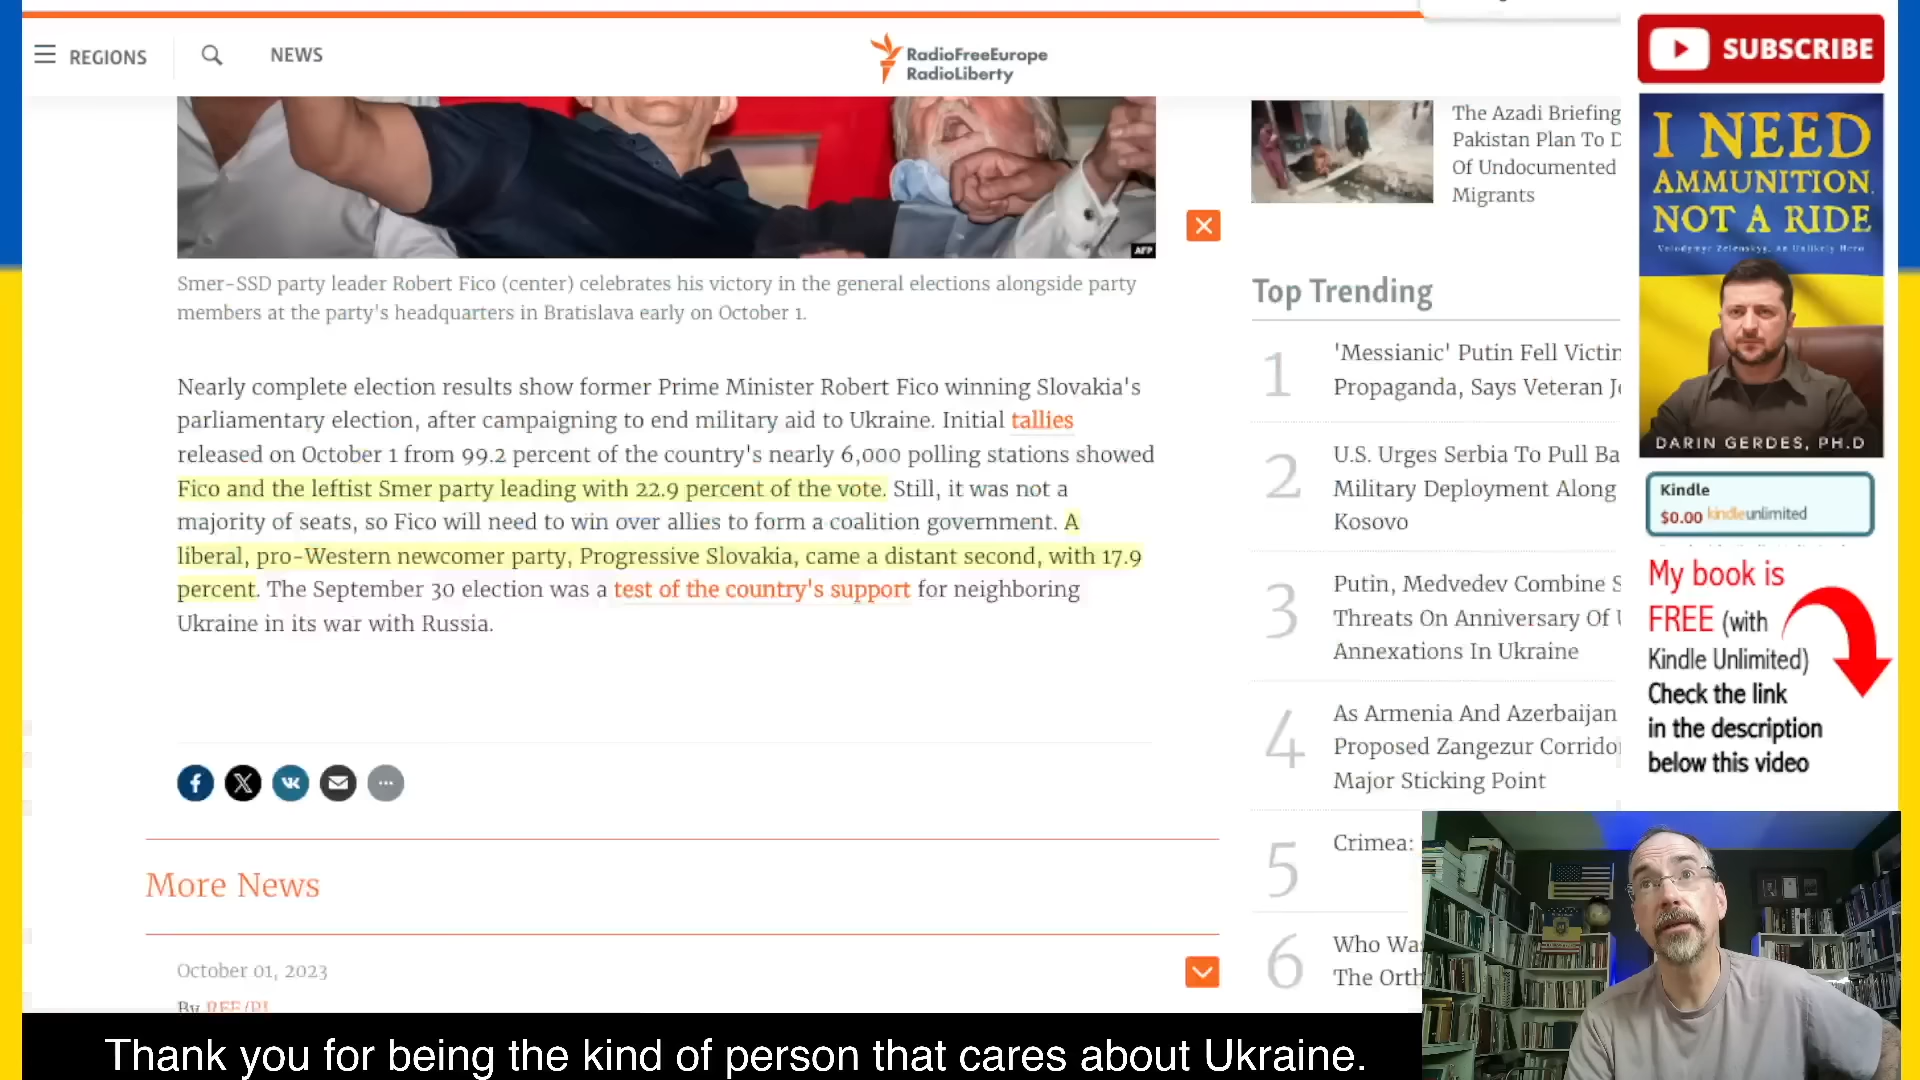 REGIONS
NEWS
RadioFreeEurope
RadioLiberty
AFP
Smer-SSD party leader Robert Fico (center) celebrates his victory in the general elections alongside party
members at the party's headquarters in Bratislava early on October 1.
Nearly complete election results show former Prime Minister Robert Fico winning Slovakia's
parliamentary election, after campaigning to end military aid to Ukraine. Initial tallies
released on October 1 from 99.2 percent of the country's nearly 6,000 polling stations showed
Fico and the leftist Smer party leading with 22.9 percent of the vote. Still, it was not a
majority of seats, so Fico will need to win over allies to form a coalition government. A
liberal, pro-Western newcomer party, Progressive Slovakia, came a distant second, with 17.9
percent. The September 30 election was a test of the country's support for neighboring
Ukraine in its war with Russia.
More News
October 01, 2023
By RFE/RL
The Azadi Briefing
Pakistan Plan To D
Of Undocumented
Migrants
Top Trending
1
'Messianic' Putin Fell Victim
Propaganda, Says Veteran Jo
2
U.S. Urges Serbia To Pull Ba
Military Deployment Along
Kosovo
3
Putin, Medvedev Combine S
Threats On Anniversary Of U
Annexations In Ukraine
4
As Armenia And Azerbaijan
Proposed Zangezur Corridor
Major Sticking Point
5
Crimea:
6
Who Was
The Orth
SUBSCRIBE
I NEED
AMMUNITION,
NOT A RIDE
Volodymyr Zelenskyy, An Unlikely Hero
DARIN GERDES, PH.D
Kindle
$0.00 kindleunlimited
My book is
FREE (with
Kindle Unlimited)
Check the link
in the description
below this video
Thank you for being the kind of person that cares about Ukraine.